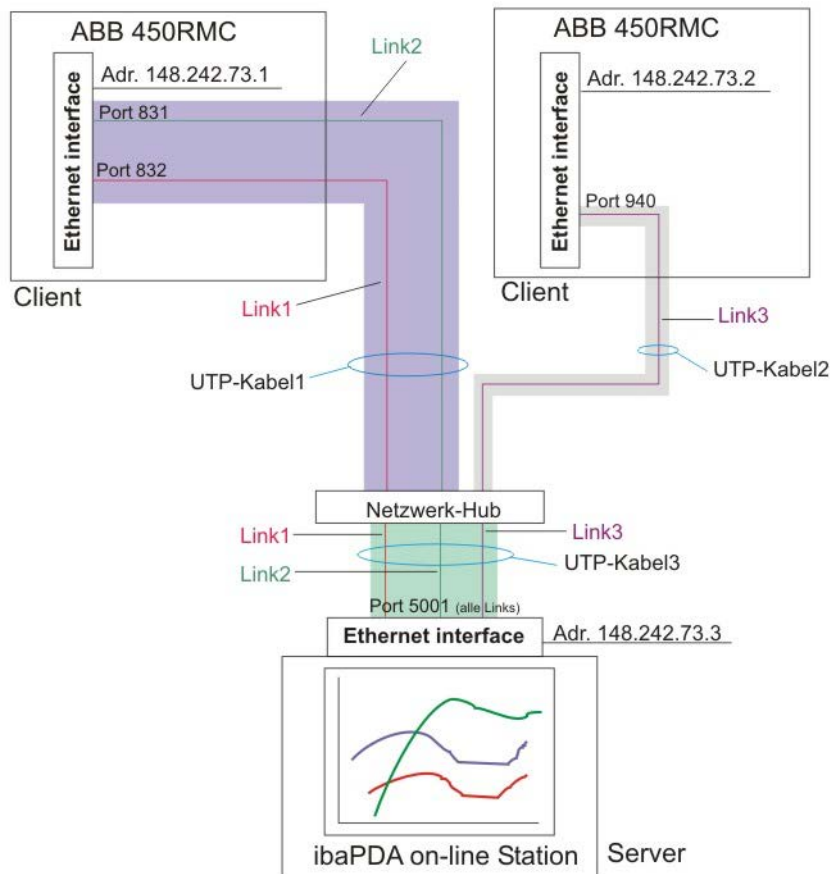 ABB 450RMC
Link2
ABB 450RMC
Ethernet interface
Adr. 148.242.73.1
Port 831
Port 832
Ethernet interface
Adr. 148.242.73.2
Port 940
Client
Client
Link1
Link3
UTP-Kabel1
UTP-Kabel2
Netzwerk-Hub
Link1
Link3
Link2
UTP-Kabel3
Port 5001 (alle Links)
Ethernet interface
Adr. 148.242.73.3
ibaPDA on-line Station
Server